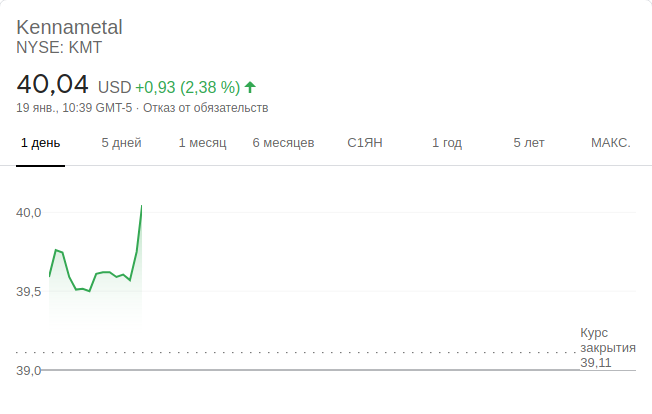 Kennametal
NYSE: KMT
40,04 USD +0,93 (2,38 %)
19 янв., 10:39 GMT-5 · Отказ от обязательств
1 день 5 дней 1 месяц 6 месяцев С1ЯН 1 год 5 лет МАКС.
40,0
39,5
Курс
закрытия
39,11
39,0